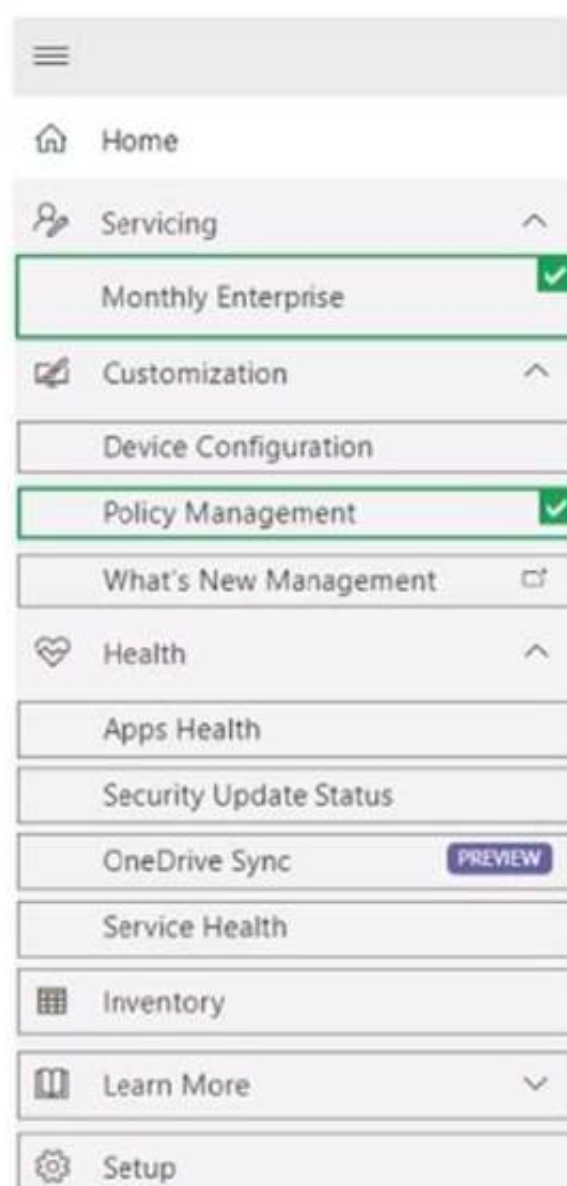 Home
Servicing
Monthly Enterprise
Customization
Device Configuration
Policy Management
What's New Management
Health
Apps Health
Security Update Status
OneDrive Sync PREVIEW
Service Health
Inventory
Learn More
Setup